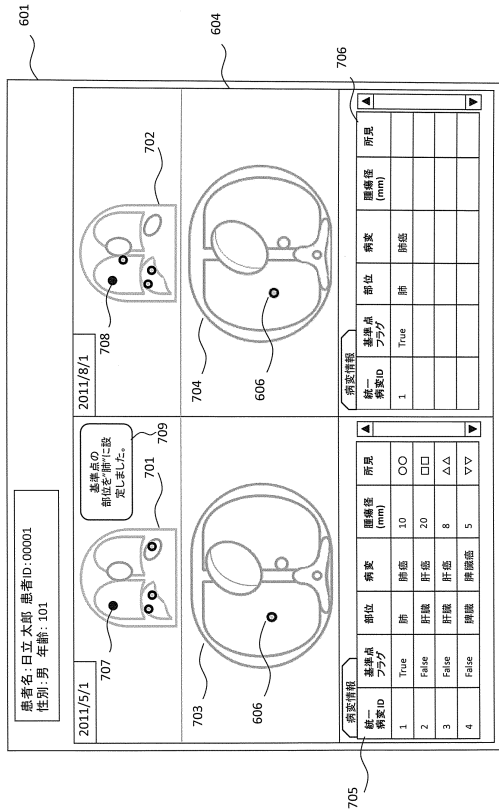 601
患者名:日立 太郎 患者ID:00001
性別:男 年齢: 101
604
2011/5/1
基準点の
部位を"肺"に設
定しました。
709
701
707
703
606
2011/8/1
702
708
704
606
病変情報
705
統一
病変ID
基準点
フラグ
部位
病変
腫瘍径
(mm)
所見
1 True 肺 肺癌 10 ○○
2 False 肝臓 肝癌 20 □□
3 False 肝臓 肝癌 8 △△
4 False 脾臓 脾臓癌 5 ▽▽
▲
▼
病変情報
706
統一
病変ID
基準点
フラグ
部位
病変
腫瘍径
(mm)
所見
1 True 肺 肺癌
▲
▼